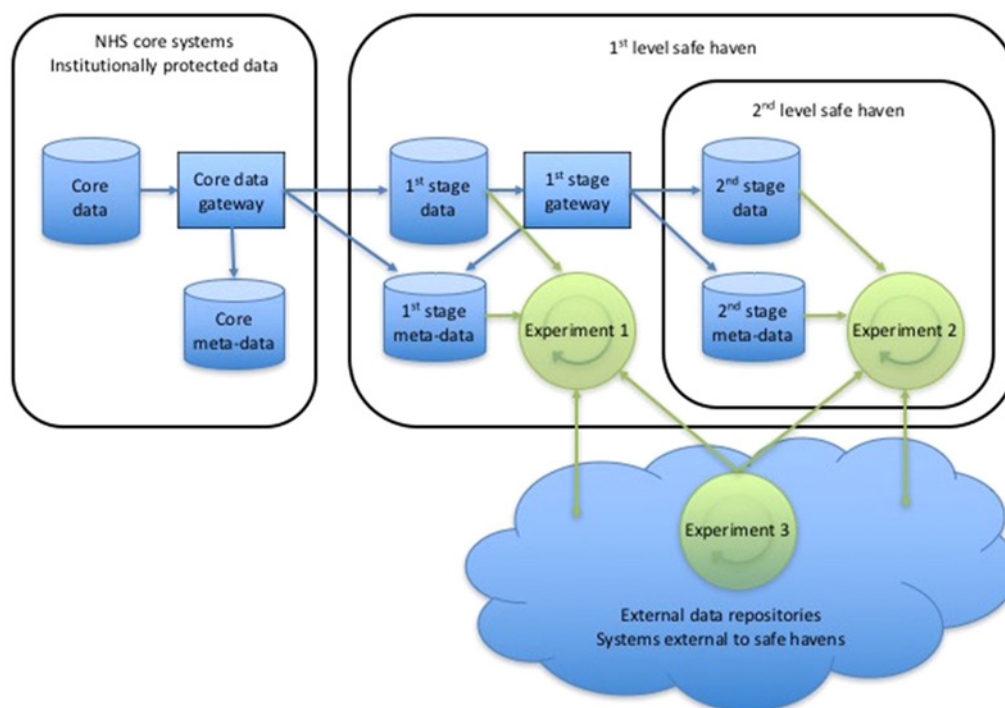 NHS core systems
Institutionally protected data
1st level safe haven
2nd level safe haven
Core
data
Core data
gateway
1st stage
data
1st stage
gateway
2nd stage
data
Core
meta-data
1st stage
meta-data
Experiment 1
2nd stage
meta-data
Experiment 2
Experiment 3
External data repositories
Systems external to safe havens